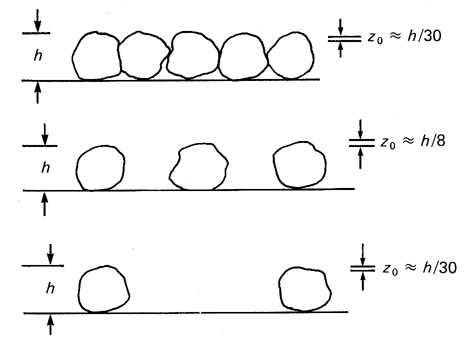 h
z₀ ≈ h/30
h
z₀ ≈ h/8
h
z₀ ≈ h/30